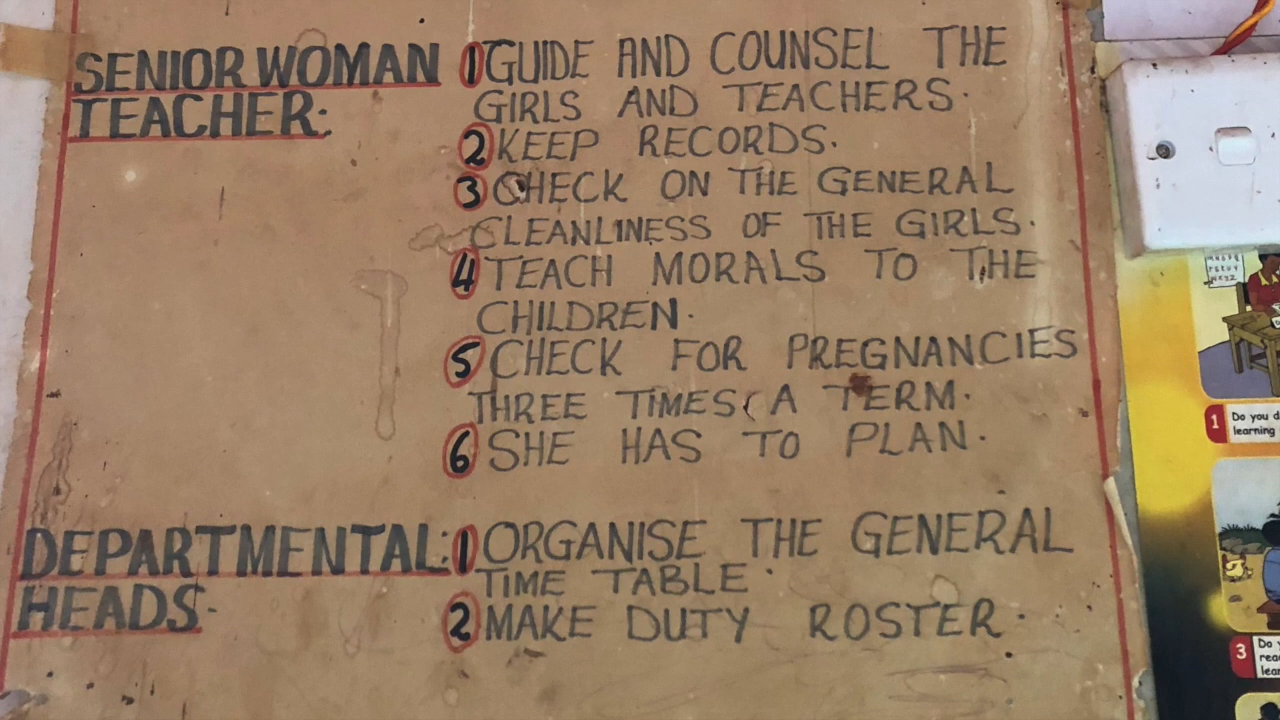 SENIOR WOMAN
TEACHER:
1 GUIDE AND COUNSEL THE
GIRLS AND TEACHERS.
2 KEEP RECORDS.
3 CHECK ON THE GENERAL
CLEANLINESS OF THE GIRLS.
4 TEACH MORALS TO THE
CHILDREN.
5 CHECK FOR PREGNANCIES
THREE TIMES A TERM.
6 SHE HAS TO PLAN.
DEPARTMENTAL:
HEADS.
1 ORGANISE THE GENERAL
TIME TABLE.
2 MAKE DUTY ROSTER.
1 Do you
learning
3 Do